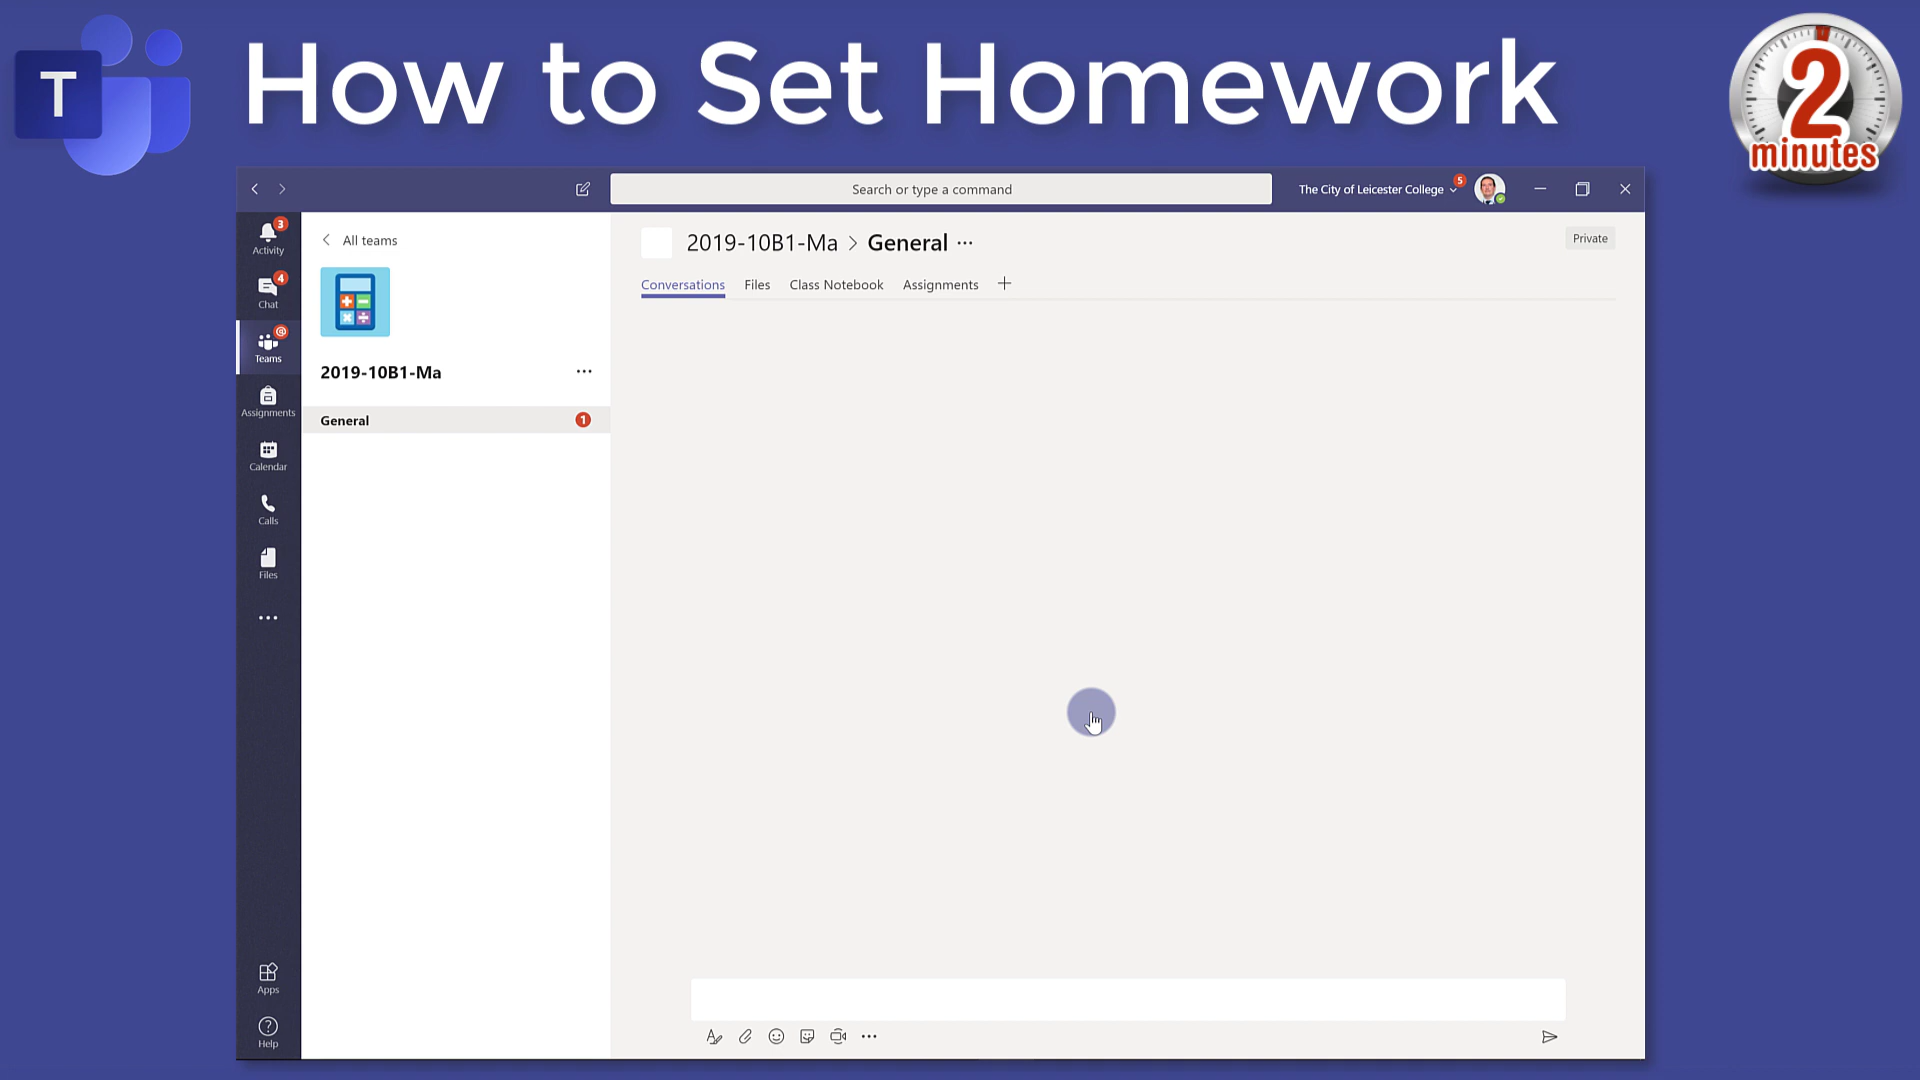 T
How to Set Homework
2
minutes
Search or type a command
The City of Leicester College
5
3
Activity
4
Chat
@
Teams
Assignments
Calendar
Calls
Files
Apps
Help
All teams
2019-10B1-Ma
General
1
2019-10B1-Ma > General
Private
Conversations Files Class Notebook Assignments